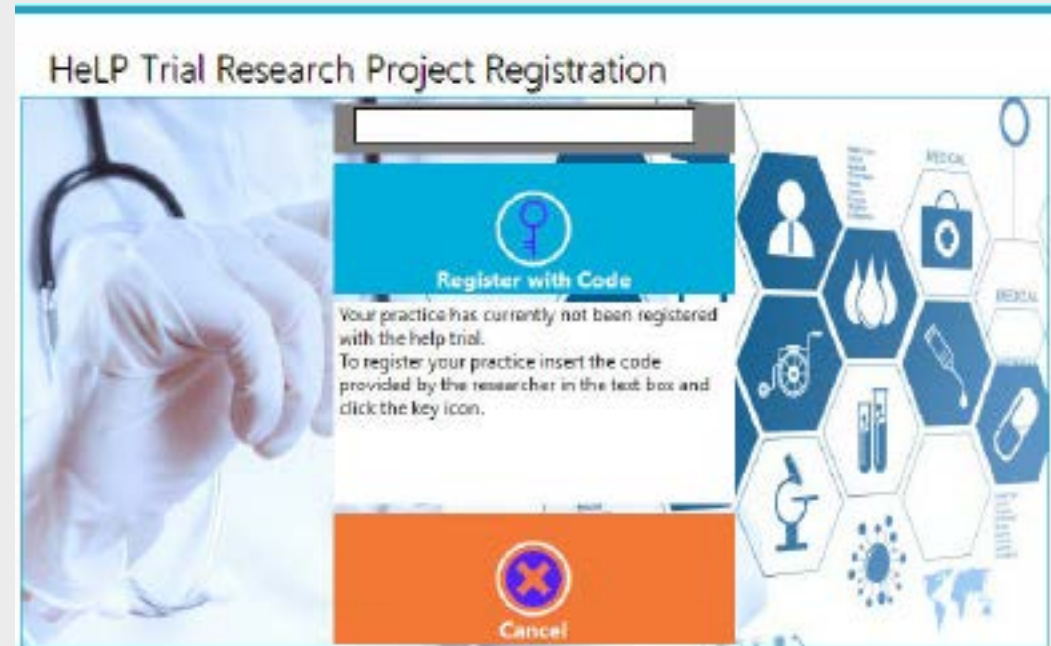 HeLP Trial Research Project Registration
Register with Code
Your practice has currently not been registered
with the help trial.
To register your practice insert the code
provided by the researcher in the text box and
click the key icon.
MEDICAL
MEDICAL
Cancel